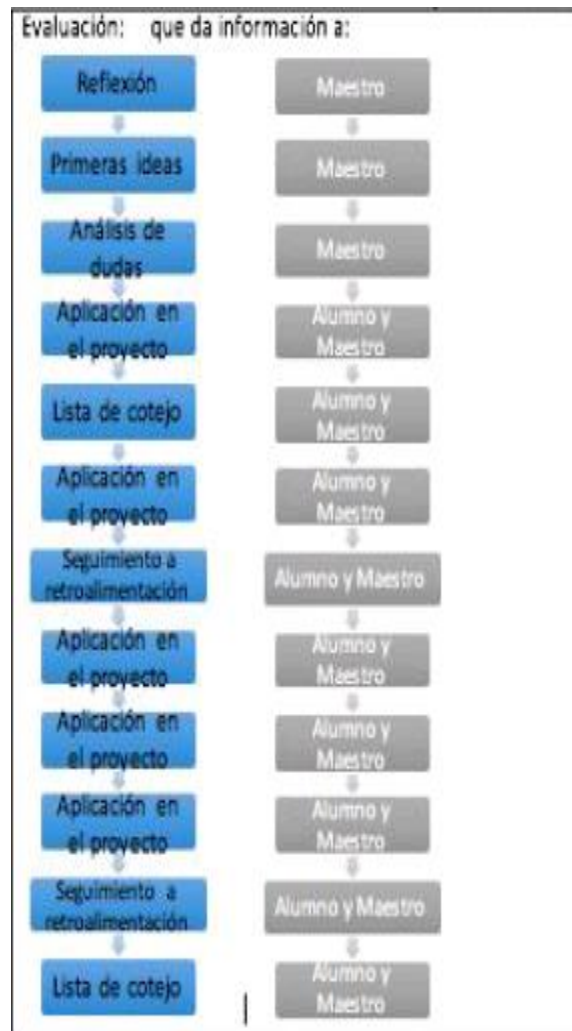 Evaluación: que da información a:
Reflexión
Maestro
Primeras ideas
Maestro
Análisis de
dudas
Maestro
Aplicación en
el proyecto
Alumno y
Maestro
Lista de cotejo
Alumno y
Maestro
Aplicación en
el proyecto
Alumno y
Maestro
Seguimiento a
retroalimentación
Alumno y Maestro
Aplicación en
el proyecto
Alumno y
Maestro
Aplicación en
el proyecto
Alumno y
Maestro
Aplicación en
el proyecto
Alumno y
Maestro
Seguimiento a
retroalimentación
Alumno y Maestro
Lista de cotejo
Alumno y
Maestro